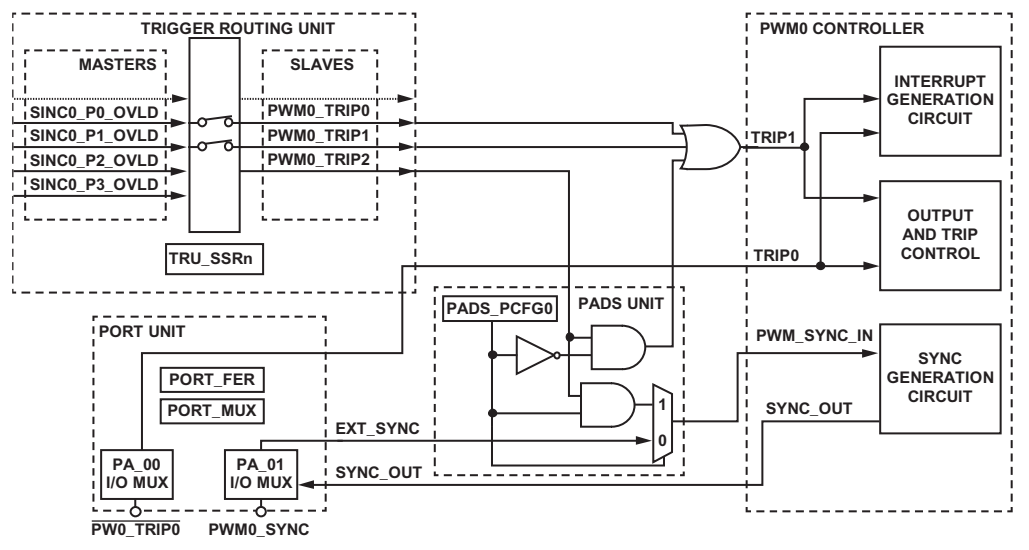 TRIGGER ROUTING UNIT
MASTERS
SLAVES
SINC0_P0_OVLD
SINC0_P1_OVLD
SINC0_P2_OVLD
SINC0_P3_OVLD
PWM0_TRIP0
PWM0_TRIP1
PWM0_TRIP2
TRU_SSRn
PWM0 CONTROLLER
INTERRUPT
GENERATION
CIRCUIT
TRIP1
OUTPUT
AND TRIP
CONTROL
TRIP0
PADS_PCFG0
PADS UNIT
1
0
PWM_SYNC_IN
SYNC
GENERATION
CIRCUIT
SYNC_OUT
PORT UNIT
PORT_FER
PORT_MUX
EXT_SYNC
SYNC_OUT
PA_00
I/O MUX
PA_01
I/O MUX
PW0_TRIP0
PWM0_SYNC